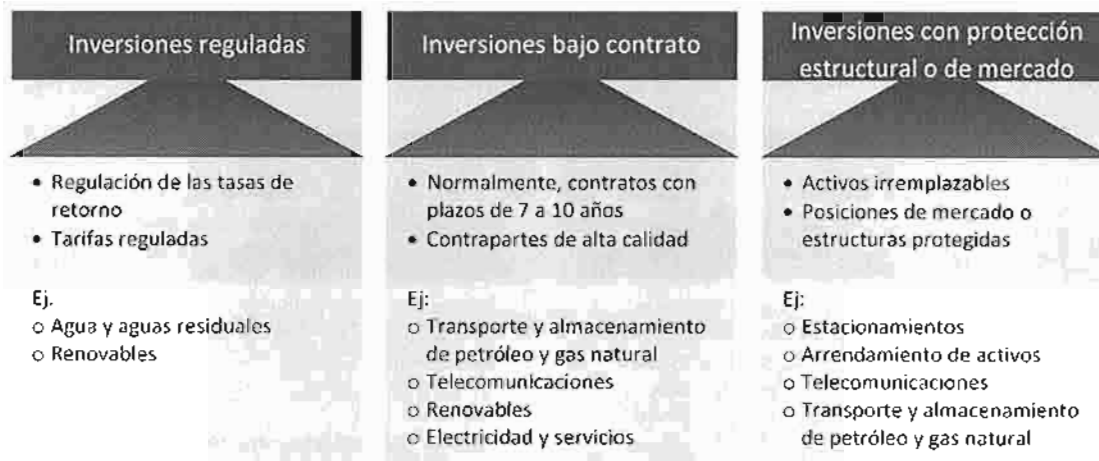 Inversiones reguladas
• Regulación de las tasas de
retorno
• Tarifas reguladas
Ej.
o Agua y aguas residuales
o Renovables
Inversiones bajo contrato
• Normalmente, contratos con
plazos de 7 a 10 años
• Contrapartes de alta calidad
Ej:
o Transporte y almacenamiento
de petróleo y gas natural
o Telecomunicaciones
o Renovables
o Electricidad y servicios
Inversiones con protección
estructural o de mercado
• Activos irremplazables
• Posiciones de mercado o
estructuras protegidas
Ej:
o Estacionamientos
o Arrendamiento de activos
o Telecomunicaciones
o Transporte y almacenamiento
de petróleo y gas natural